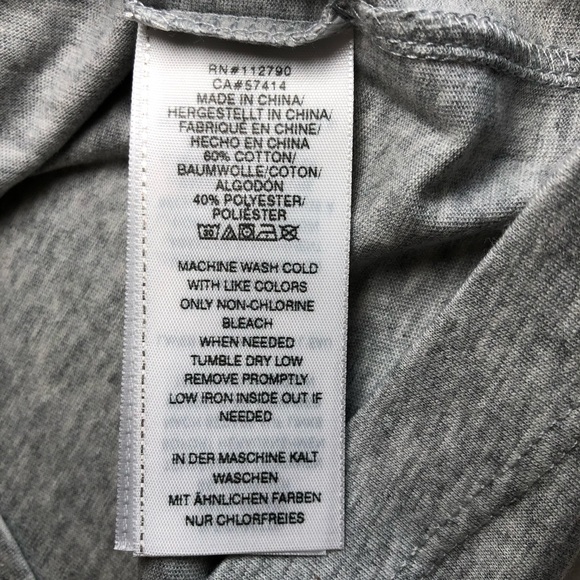 RN#112790
CA#57414
MADE IN CHINA/
HERGESTELLT IN CHINA/
FABRIQUÉ EN CHINE/
HECHO EN CHINA
60% COTTON/
BAUMWOLLE/COTON/
ALGODÓN
40% POLYESTER/
POLIÉSTER
MACHINE WASH COLD
WITH LIKE COLORS
ONLY NON-CHLORINE
BLEACH
WHEN NEEDED
TUMBLE DRY LOW
REMOVE PROMPTLY
LOW IRON INSIDE OUT IF
NEEDED
IN DER MASCHINE KALT
WASCHEN
MIT ÄHNLICHEN FARBEN
NUR CHLORFREIES